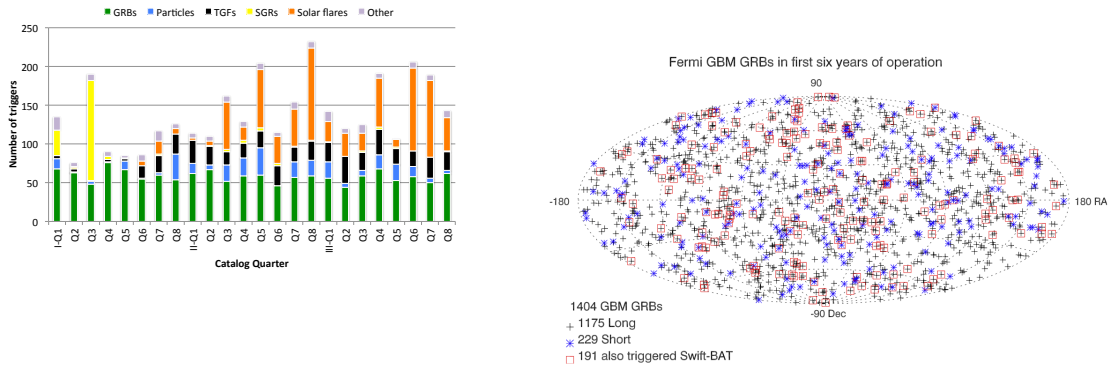 GRBs Particles TGFs SGRs Solar flares Other
250
200
150
100
50
0
Number of triggers
I-Q1 Q2 Q3 Q4 Q5 Q6 Q7 Q8 II-Q1 Q2 Q3 Q4 Q5 Q6 Q7 Q8 III-Q1 Q2 Q3 Q4 Q5 Q6 Q7 Q8
Catalog Quarter
Fermi GBM GRBs in first six years of operation
90
-180
180 RA
-90 Dec
1404 GBM GRBs
1175 Long
229 Short
191 also triggered Swift-BAT